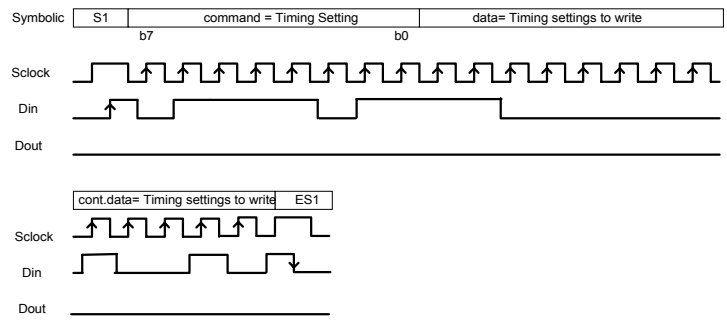 Symbolic S1 command = Timing Setting data= Timing settings to write
b7 b0
Sclock
Din
Dout
cont.data= Timing settings to write ES1
Sclock
Din
Dout